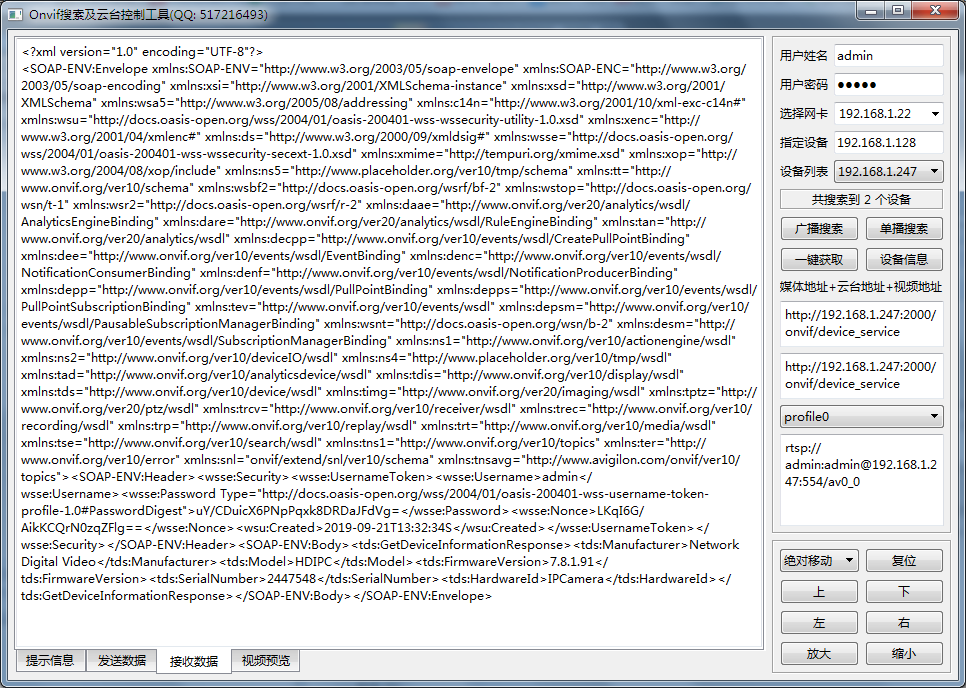 Onvif搜索及云台控制工具(QQ: 517216493)
<?xml version="1.0" encoding="UTF-8"?>
<SOAP-ENV:Envelope xmlns:SOAP-ENV="http://www.w3.org/2003/05/soap-envelope" xmlns:SOAP-ENC="http://www.w3.org/
2003/05/soap-encoding" xmlns:xsi="http://www.w3.org/2001/XMLSchema-instance" xmlns:xsd="http://www.w3.org/2001/
XMLSchema" xmlns:wsa5="http://www.w3.org/2005/08/addressing" xmlns:c14n="http://www.w3.org/2001/10/xml-exc-c14n#"
xmlns:wsu="http://docs.oasis-open.org/wss/2004/01/oasis-200401-wss-wssecurity-utility-1.0.xsd" xmlns:xenc="http://
www.w3.org/2001/04/xmlenc#" xmlns:ds="http://www.w3.org/2000/09/xmldsig#" xmlns:wsse="http://docs.oasis-open.org/
wss/2004/01/oasis-200401-wss-wssecurity-secext-1.0.xsd" xmlns:xmime="http://tempuri.org/xmime.xsd" xmlns:xop="http://
www.w3.org/2004/08/xop/include" xmlns:ns5="http://www.placeholder.org/ver10/tmp/schema" xmlns:tt="http://
www.onvif.org/ver10/schema" xmlns:wsbf2="http://docs.oasis-open.org/wsrf/bf-2" xmlns:wstop="http://docs.oasis-open.org/
wsn/t-1" xmlns:wsr2="http://docs.oasis-open.org/wsrf/r-2" xmlns:daae="http://www.onvif.org/ver20/analytics/wsdl/
AnalyticsEngineBinding" xmlns:dare="http://www.onvif.org/ver20/analytics/wsdl/RuleEngineBinding" xmlns:tan="http://
www.onvif.org/ver20/analytics/wsdl" xmlns:decpp="http://www.onvif.org/ver10/events/wsdl/CreatePullPointBinding"
xmlns:dee="http://www.onvif.org/ver10/events/wsdl/EventBinding" xmlns:denc="http://www.onvif.org/ver10/events/wsdl/
NotificationConsumerBinding" xmlns:denf="http://www.onvif.org/ver10/events/wsdl/NotificationProducerBinding"
xmlns:depp="http://www.onvif.org/ver10/events/wsdl/PullPointBinding" xmlns:depps="http://www.onvif.org/ver10/events/wsdl/
PullPointSubscriptionBinding" xmlns:tev="http://www.onvif.org/ver10/events/wsdl" xmlns:depsm="http://www.onvif.org/ver10/
events/wsdl/PausableSubscriptionManagerBinding" xmlns:wsnt="http://docs.oasis-open.org/wsn/b-2" xmlns:desm="http://
www.onvif.org/ver10/events/wsdl/SubscriptionManagerBinding" xmlns:ns1="http://www.onvif.org/ver10/actionengine/wsdl"
xmlns:ns2="http://www.onvif.org/ver10/deviceIO/wsdl" xmlns:ns4="http://www.placeholder.org/ver10/tmp/wsdl"
xmlns:tad="http://www.onvif.org/ver10/analyticsdevice/wsdl" xmlns:tdis="http://www.onvif.org/ver10/display/wsdl"
xmlns:tds="http://www.onvif.org/ver10/device/wsdl" xmlns:timg="http://www.onvif.org/ver20/imaging/wsdl" xmlns:tptz="http://
www.onvif.org/ver20/ptz/wsdl" xmlns:trcv="http://www.onvif.org/ver10/receiver/wsdl" xmlns:trec="http://www.onvif.org/ver10/
recording/wsdl" xmlns:trp="http://www.onvif.org/ver10/replay/wsdl" xmlns:trt="http://www.onvif.org/ver10/media/wsdl"
xmlns:tse="http://www.onvif.org/ver10/search/wsdl" xmlns:tns1="http://www.onvif.org/ver10/topics" xmlns:ter="http://
www.onvif.org/ver10/error" xmlns:snl="onvif/extend/snl/ver10/schema" xmlns:tnsavg="http://www.avigilon.com/onvif/ver10/
topics"><SOAP-ENV:Header><wsse:Security><wsse:UsernameToken><wsse:Username>admin</
wsse:Username><wsse:Password Type="http://docs.oasis-open.org/wss/2004/01/oasis-200401-wss-username-token-
profile-1.0#PasswordDigest">uY/CDuicX6PNpPqxk8DRDaJFdVg=</wsse:Password><wsse:Nonce>LKqI6G/
AikKCQrN0zqZFlg==</wsse:Nonce><wsu:Created>2019-09-21T13:32:34S</wsu:Created></wsse:UsernameToken></
wsse:Security></SOAP-ENV:Header><SOAP-ENV:Body><tds:GetDeviceInformationResponse><tds:Manufacturer>Network
Digital Video</tds:Manufacturer><tds:Model>HDIPC</tds:Model><tds:FirmwareVersion>7.8.1.91</
tds:FirmwareVersion><tds:SerialNumber>2447548</tds:SerialNumber><tds:HardwareId>IPCamera</tds:HardwareId></
tds:GetDeviceInformationResponse></SOAP-ENV:Body></SOAP-ENV:Envelope>
提示信息 发送数据 接收数据 视频预览
用户姓名 admin
用户密码 ●●●●●
选择网卡 192.168.1.22
指定设备 192.168.1.128
设备列表 192.168.1.247
共搜索到 2 个设备
广播搜索 单播搜索
一键获取 设备信息
媒体地址+云台地址+视频地址
http://192.168.1.247:2000/
onvif/device_service
http://192.168.1.247:2000/
onvif/device_service
profile0
rtsp://
admin:admin@192.168.1.2
47:554/av0_0
绝对移动 复位
上 下
左 右
放大 缩小